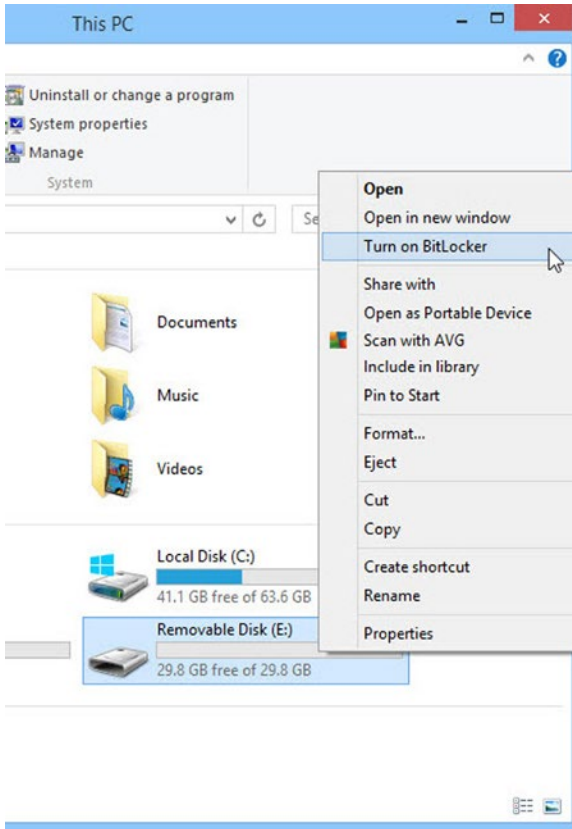 This PC
Uninstall or change a program
System properties
Manage
System
Se
Open
Open in new window
Turn on BitLocker
Share with
Open as Portable Device
Scan with AVG
Include in library
Pin to Start
Format...
Eject
Cut
Copy
Create shortcut
Rename
Properties
Documents
Music
Videos
Local Disk (C:)
41.1 GB free of 63.6 GB
Removable Disk (E:)
29.8 GB free of 29.8 GB